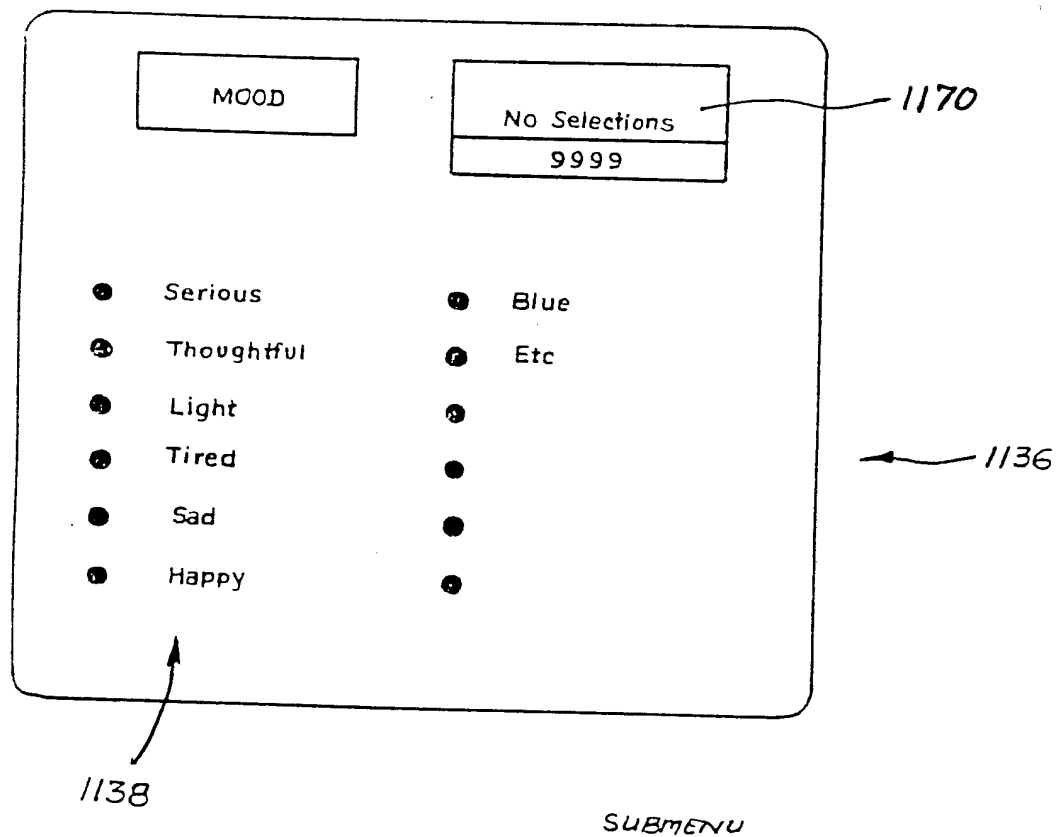 MOOD
No Selections
9999
1170
Serious
Thoughtful
Light
Tired
Sad
Happy
Blue
Etc
1136
1138
SUBMENU